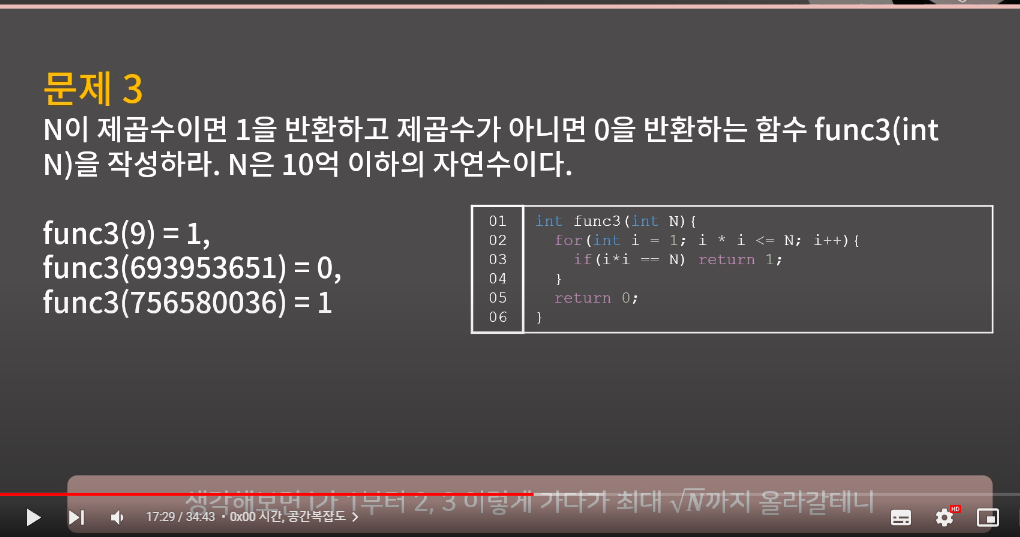 문제 3
N이 제곱수이면 1을 반환하고 제곱수가 아니면 0을 반환하는 함수 func3(int
N)을 작성하라. N은 10억 이하의 자연수이다.
func3(9) = 1,
func3(693953651) = 0,
func3(756580036) = 1
01 int func3(int N){
02 for(int i = 1; i * i <= N; i++){
03 if(i*i == N) return 1;
04 }
05 return 0;
06 }
생각해보면 i가 1부터 2, 3 이렇게 가다가 최대 √N까지 올라갈테니
17:29 / 34:43 • 0x00 시간, 공간복잡도 >
HD